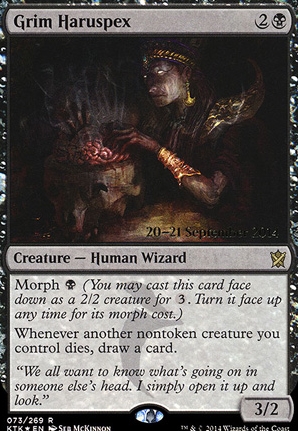 Grim Haruspex 2
20–21 September 2014
Creature — Human Wizard
Morph (You may cast this card face
down as a 2/2 creature for 3. Turn it face up
any time for its morph cost.)
Whenever another nontoken creature you
control dies, draw a card.
“We all want to know what’s going on in
someone else’s head. I simply open it up and
look.”
3/2
073/269 R
KTK EN Seb McKinnon ™ & © 2014 Wizards of the Coast